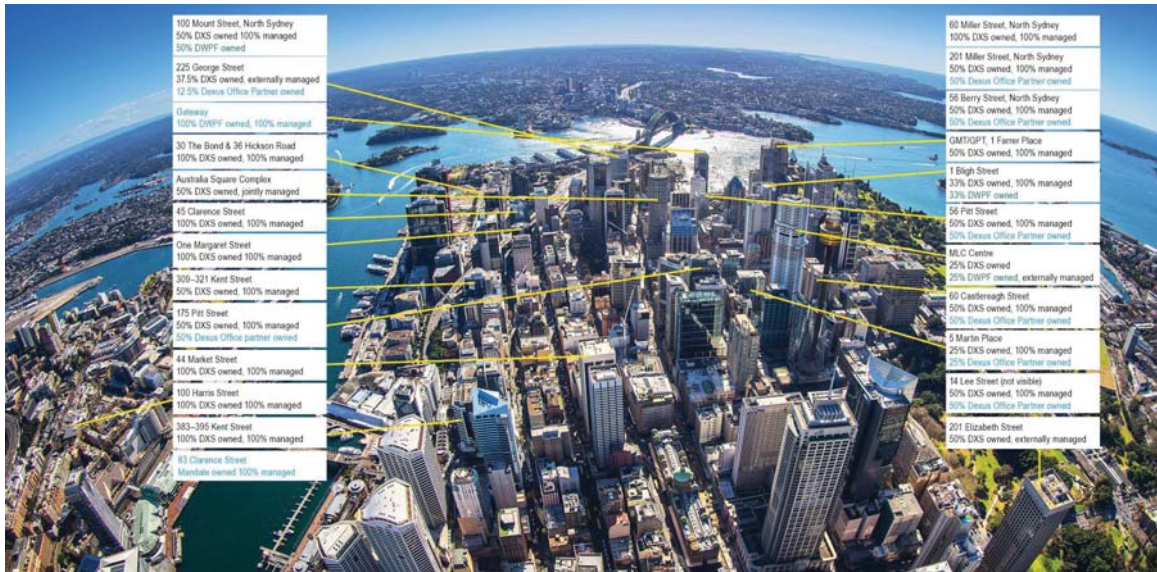 100 Mount Street, North Sydney
50% DXS owned 100% managed
50% DWPF owned
225 George Street
37.5% DXS owned, externally managed
12.5% Dexus Office Partner owned
Gateway
100% DWPF owned, 100% managed
30 The Bond & 36 Hickson Road
100% DXS owned, 100% managed
Australia Square Complex
50% DXS owned, jointly managed
45 Clarence Street
100% DXS owned, 100% managed
One Margaret Street
100% DXS owned 100% managed
309–321 Kent Street
50% DXS owned, 100% managed
175 Pitt Street
50% DXS owned, 100% managed
50% Dexus Office partner owned
44 Market Street
100% DXS owned, 100% managed
100 Harris Street
100% DXS owned 100% managed
383–395 Kent Street
100% DXS owned, 100% managed
83 Clarence Street
Mandate owned 100% managed
60 Miller Street, North Sydney
100% DXS owned, 100% managed
201 Miller Street, North Sydney
50% DXS owned, 100% managed
50% Dexus Office Partner owned
56 Berry Street, North Sydney
50% DXS owned, 100% managed
50% Dexus Office Partner owned
GMT/GPT, 1 Farrer Place
50% DXS owned, 100% managed
1 Bligh Street
33% DXS owned, 100% managed
33% DWPF owned
56 Pitt Street
50% DXS owned, 100% managed
50% Dexus Office Partner owned
MLC Centre
25% DXS owned
25% DWPF owned, externally managed
60 Castlereagh Street
50% DXS owned, 100% managed
50% Dexus Office Partner owned
5 Martin Place
25% DXS owned, 100% managed
25% Dexus Office Partner owned
14 Lee Street (not visible)
50% DXS owned, 100% managed
50% Dexus Office Partner owned
201 Elizabeth Street
50% DXS owned, externally managed